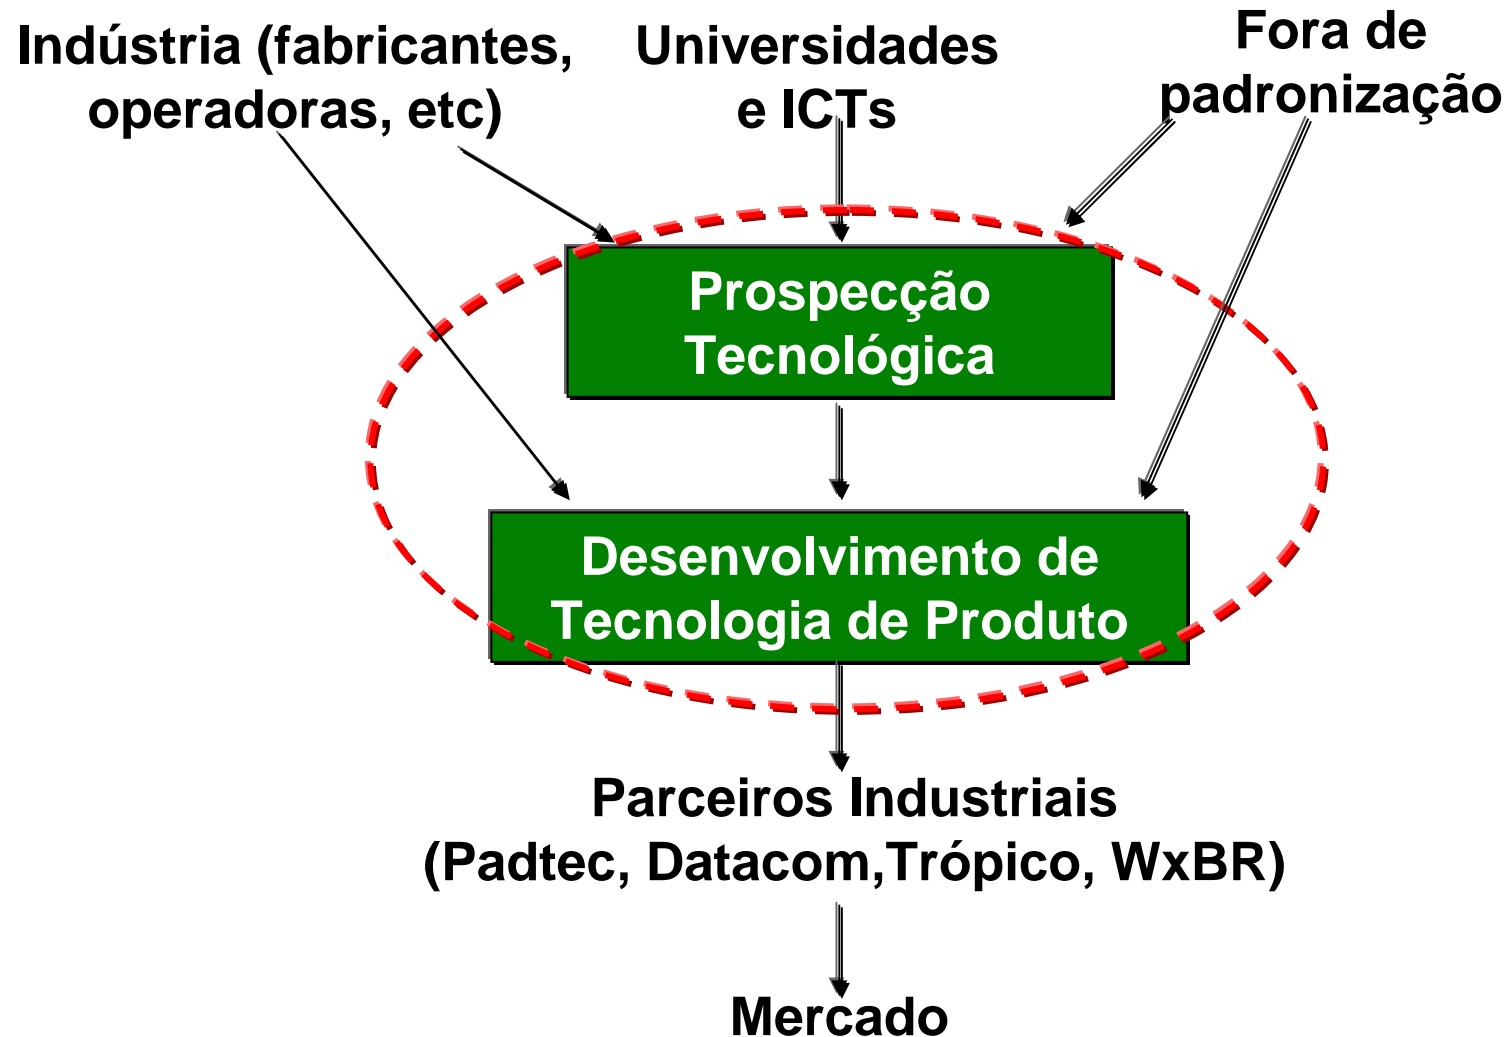 Indústria (fabricantes,
operadoras, etc)
Universidades
e ICTs
Fora de
padronização
Prospecção
Tecnológica
Desenvolvimento de
Tecnologia de Produto
Parceiros Industriais
(Padtec, Datacom,Trópico, WxBR)
Mercado